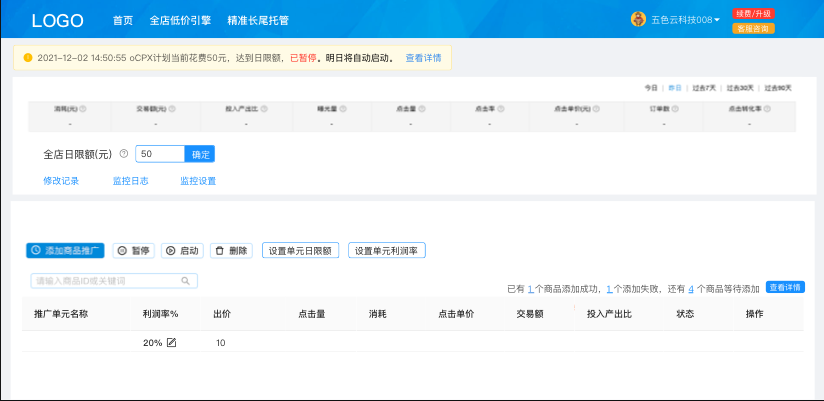 LOGO 首页 全店低价引擎 精准长尾托管 五色云科技008 续费/升级
客服咨询
2021-12-02 14:50:55 oCPX计划当前花费50元，达到日限额，已暂停。明日将自动启动。 查看详情
今日 | 昨日 | 过去7天 | 过去30天 | 过去90天
消耗(元) 交易额(元) 投入产出比 曝光量 点击量 点击率 点击单价(元) 订单数 点击转化率
- - - - - - - - -
全店日限额(元) 50 确定
修改记录 监控日志 监控设置
添加商品推广 暂停 启动 删除 设置单元日限额 设置单元利润率
请输入商品ID或关键词
已有 1个商品添加成功，1个添加失败，还有 4 个商品等待添加 查看详情
推广单元名称 利润率% 出价 点击量 消耗 点击单价 交易额 投入产出比 状态 操作
20% 10